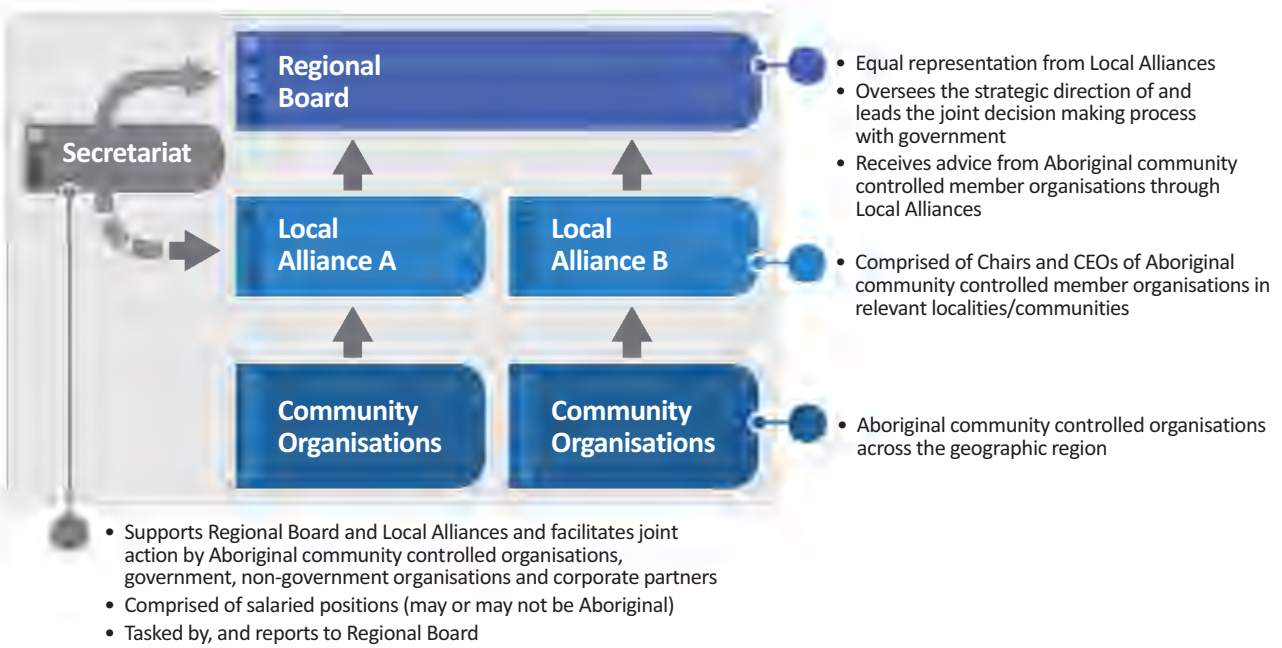 Regional
Board
• Equal representation from Local Alliances
• Oversees the strategic direction of and
leads the joint decision making process
with government
• Receives advice from Aboriginal community
controlled member organisations through
Local Alliances
Secretariat
Local
Alliance A
Local
Alliance B
• Comprised of Chairs and CEOs of Aboriginal
community controlled member organisations in
relevant localities/communities
Community
Organisations
Community
Organisations
• Aboriginal community controlled organisations
across the geographic region
• Supports Regional Board and Local Alliances and facilitates joint
action by Aboriginal community controlled organisations,
government, non-government organisations and corporate partners
• Comprised of salaried positions (may or may not be Aboriginal)
• Tasked by, and reports to Regional Board